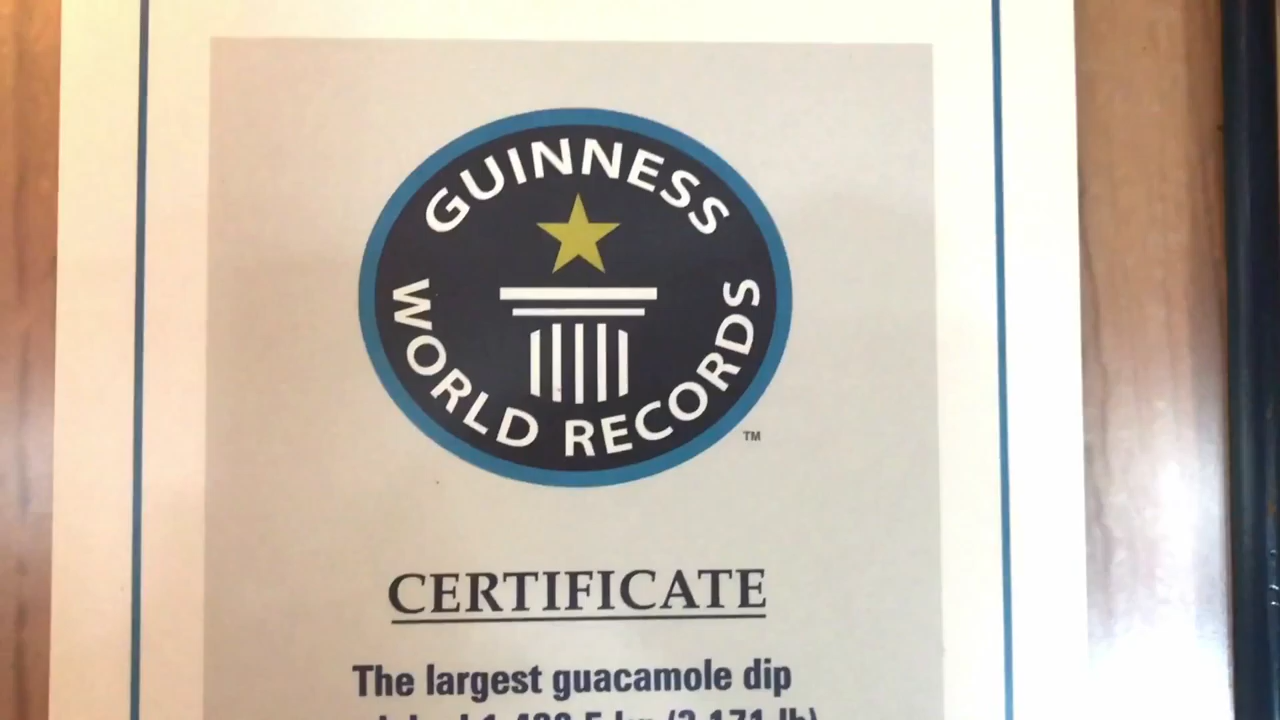 GUINNESS
WORLD RECORDS
TM
CERTIFICATE
The largest guacamole dip